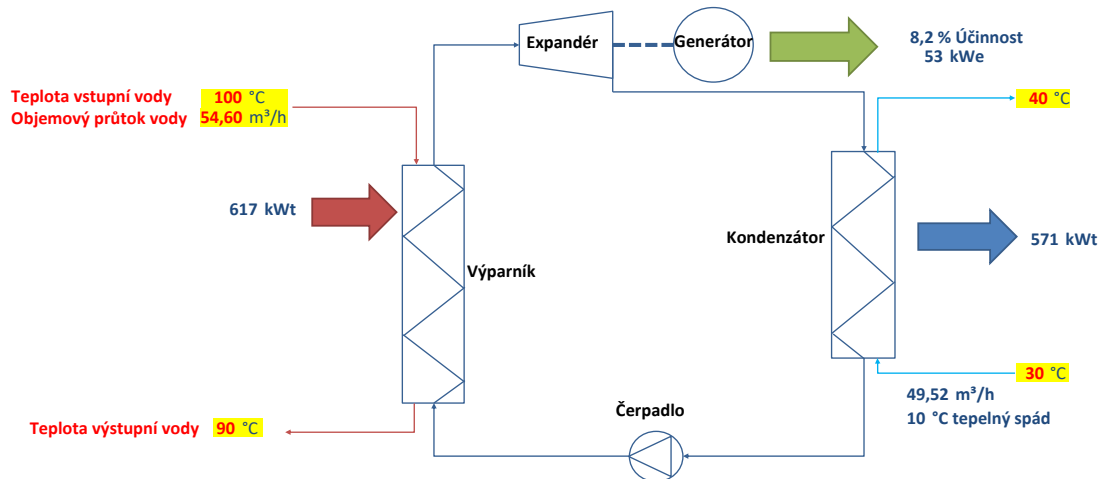 Expandér
Generátor
8,2 % Účinnost
53 kWe
Teplota vstupní vody 100 °C
Objemový průtok vody 54,60 m³/h
40 °C
617 kWt
Kondenzátor
571 kWt
Výparník
30 °C
49,52 m³/h
10 °C tepelný spád
Čerpadlo
Teplota výstupní vody 90 °C